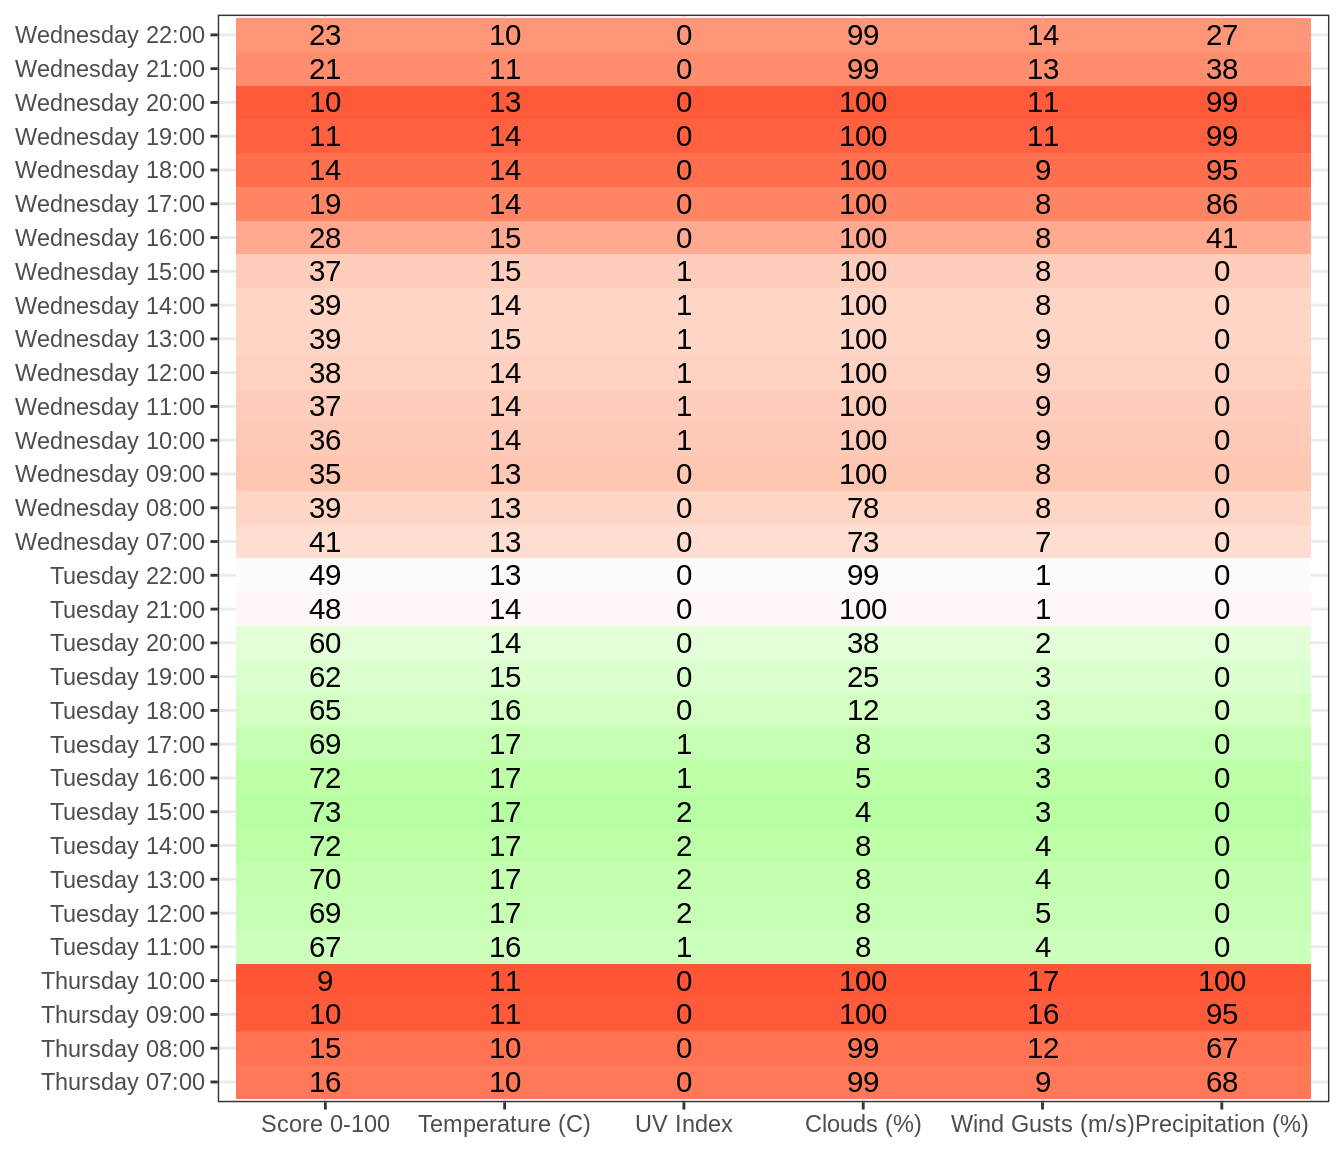 Wednesday 22:00 23 10 0 99 14 27
Wednesday 21:00 21 11 0 99 13 38
Wednesday 20:00 10 13 0 100 11 99
Wednesday 19:00 11 14 0 100 11 99
Wednesday 18:00 14 14 0 100 9 95
Wednesday 17:00 19 14 0 100 8 86
Wednesday 16:00 28 15 0 100 8 41
Wednesday 15:00 37 15 1 100 8 0
Wednesday 14:00 39 14 1 100 8 0
Wednesday 13:00 39 15 1 100 9 0
Wednesday 12:00 38 14 1 100 9 0
Wednesday 11:00 37 14 1 100 9 0
Wednesday 10:00 36 14 1 100 9 0
Wednesday 09:00 35 13 0 100 8 0
Wednesday 08:00 39 13 0 78 8 0
Wednesday 07:00 41 13 0 73 7 0
Tuesday 22:00 49 13 0 99 1 0
Tuesday 21:00 48 14 0 100 1 0
Tuesday 20:00 60 14 0 38 2 0
Tuesday 19:00 62 15 0 25 3 0
Tuesday 18:00 65 16 0 12 3 0
Tuesday 17:00 69 17 1 8 3 0
Tuesday 16:00 72 17 1 5 3 0
Tuesday 15:00 73 17 2 4 3 0
Tuesday 14:00 72 17 2 8 4 0
Tuesday 13:00 70 17 2 8 4 0
Tuesday 12:00 69 17 2 8 5 0
Tuesday 11:00 67 16 1 8 4 0
Thursday 10:00 9 11 0 100 17 100
Thursday 09:00 10 11 0 100 16 95
Thursday 08:00 15 10 0 99 12 67
Thursday 07:00 16 10 0 99 9 68
Score 0-100 Temperature (C) UV Index Clouds (%) Wind Gusts (m/s) Precipitation (%)